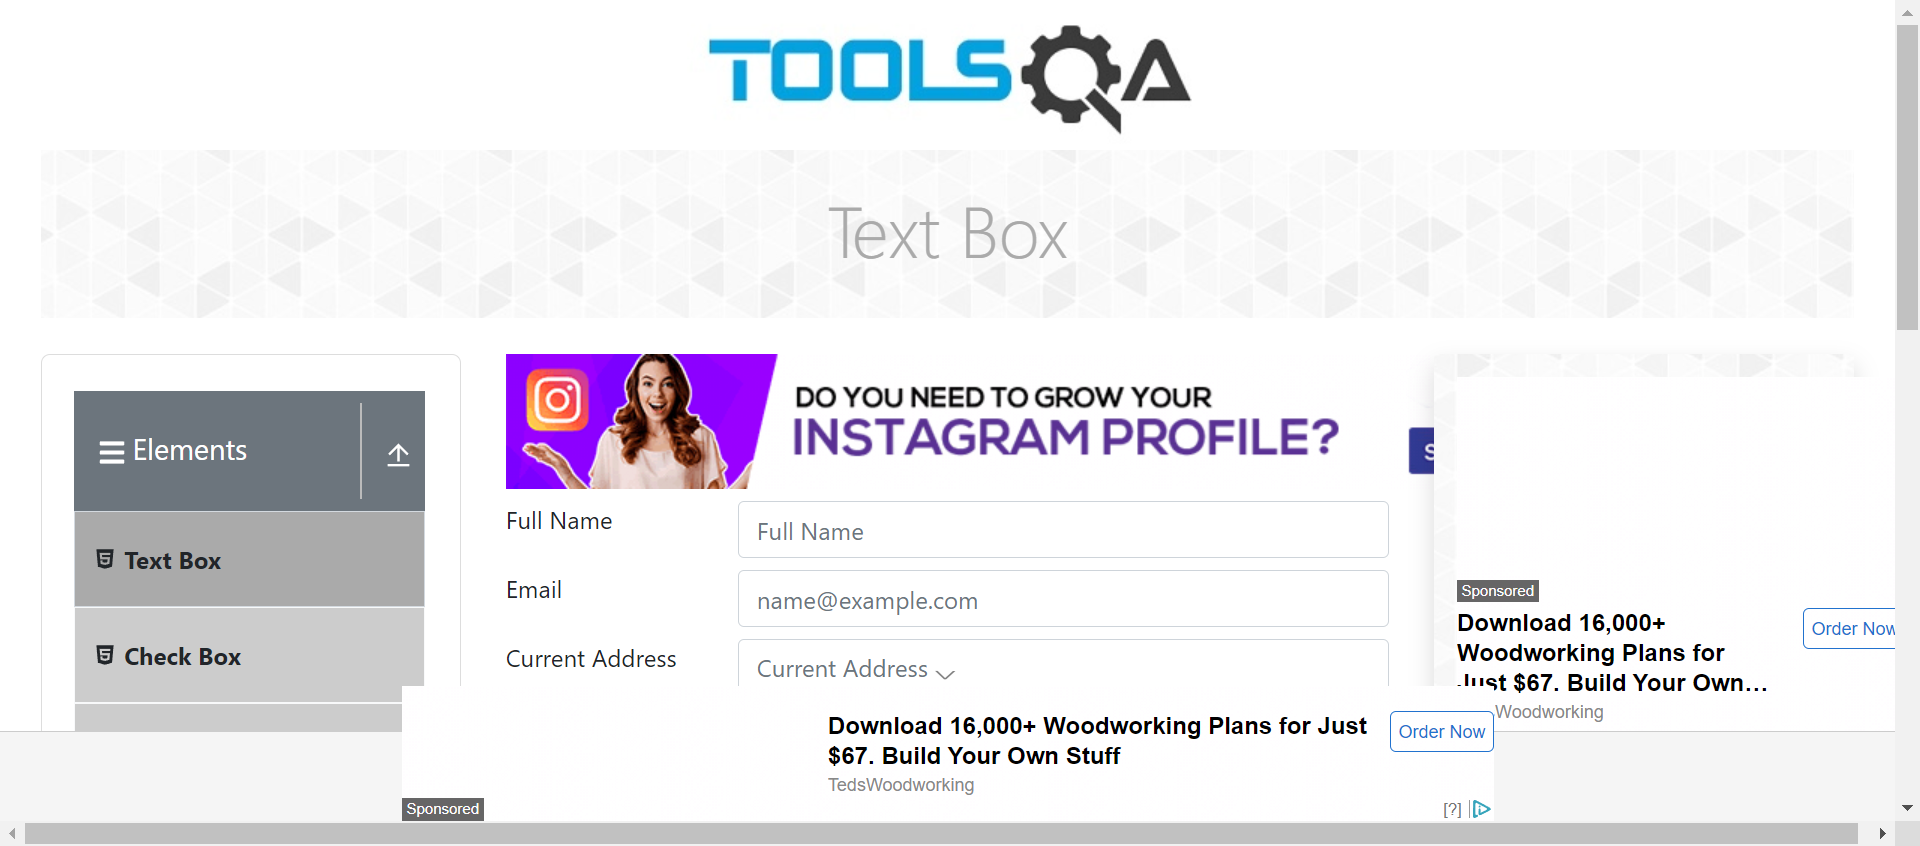 TOOLSQA
Text Box
Elements
Text Box
Check Box
DO YOU NEED TO GROW YOUR
INSTAGRAM PROFILE?
S
Full Name
Full Name
Email
name@example.com
Current Address
Current Address
Sponsored
Download 16,000+
Woodworking Plans for
Just $67. Build Your Own...
Woodworking
Order Now
Download 16,000+ Woodworking Plans for Just
$67. Build Your Own Stuff
TedsWoodworking
Order Now
Sponsored
[?]